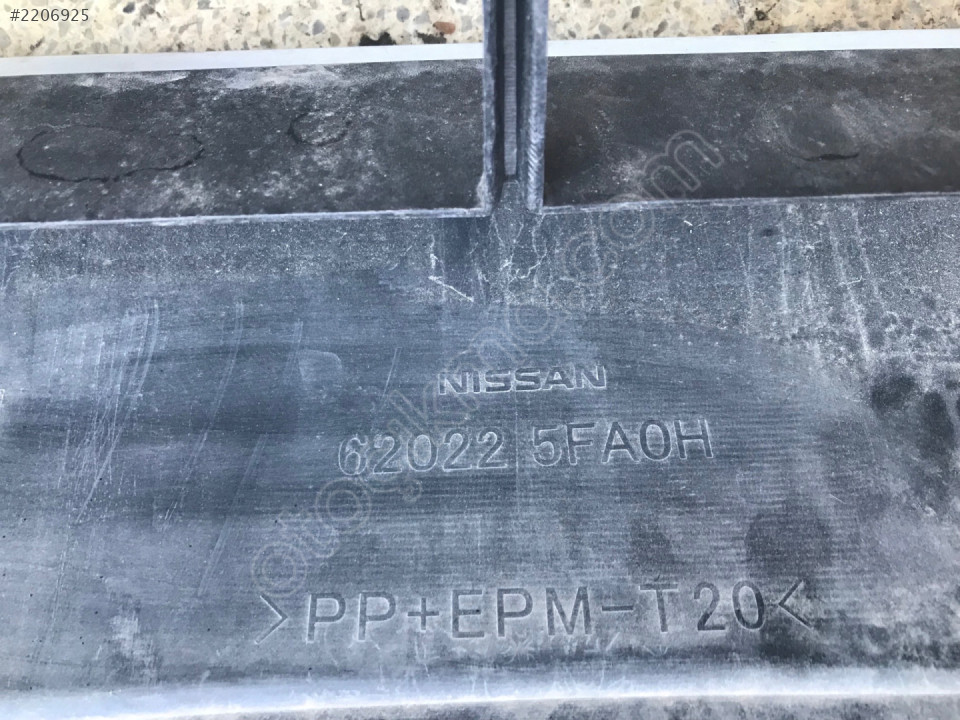 #2206925
NISSAN
62022 5FA0H
>PP+EPM-T20<